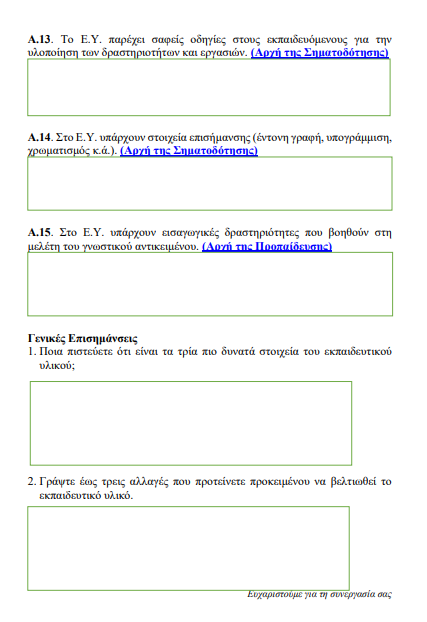 Α.13. Το Ε.Υ. παρέχει σαφείς οδηγίες στους εκπαιδευόμενους για την
υλοποίηση των δραστηριοτήτων και εργασιών. (Αρχή της Σηματοδότησης)
Α.14. Στο Ε.Υ. υπάρχουν στοιχεία επισήμανσης (έντονη γραφή, υπογράμμιση,
χρωματισμός κ.ά.). (Αρχή της Σηματοδότησης)
Α.15. Στο Ε.Υ. υπάρχουν εισαγωγικές δραστηριότητες που βοηθούν στη
μελέτη του γνωστικού αντικειμένου. (Αρχή της Προπαίδευσης)
Γενικές Επισημάνσεις
1. Ποια πιστεύετε ότι είναι τα τρία πιο δυνατά στοιχεία του εκπαιδευτικού
υλικού;
2. Γράψτε έως τρεις αλλαγές που προτείνετε προκειμένου να βελτιωθεί το
εκπαιδευτικό υλικό.
Ευχαριστούμε για τη συνεργασία σας